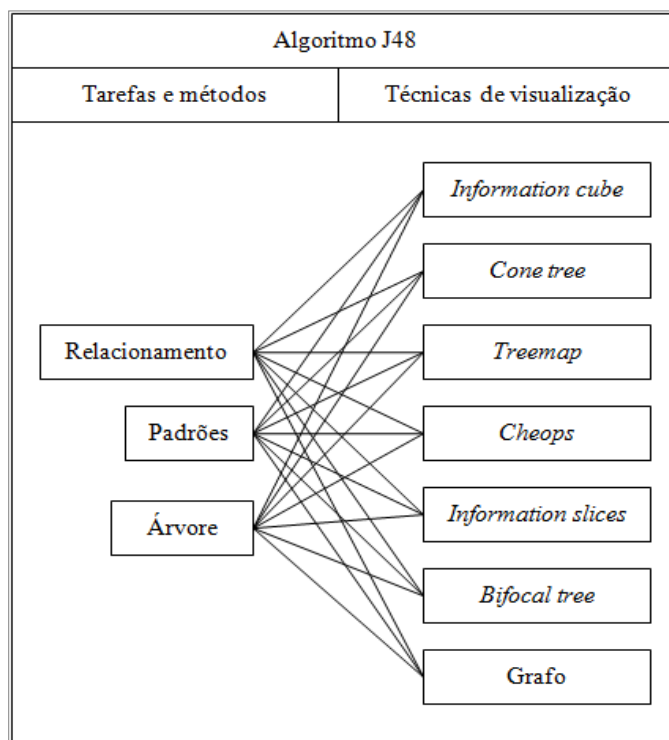 Algoritmo J48
Tarefas e métodos
Técnicas de visualização
Information cube
Cone tree
Relacionamento
Treemap
Padrões
Cheops
Árvore
Information slices
Bifocal tree
Grafo